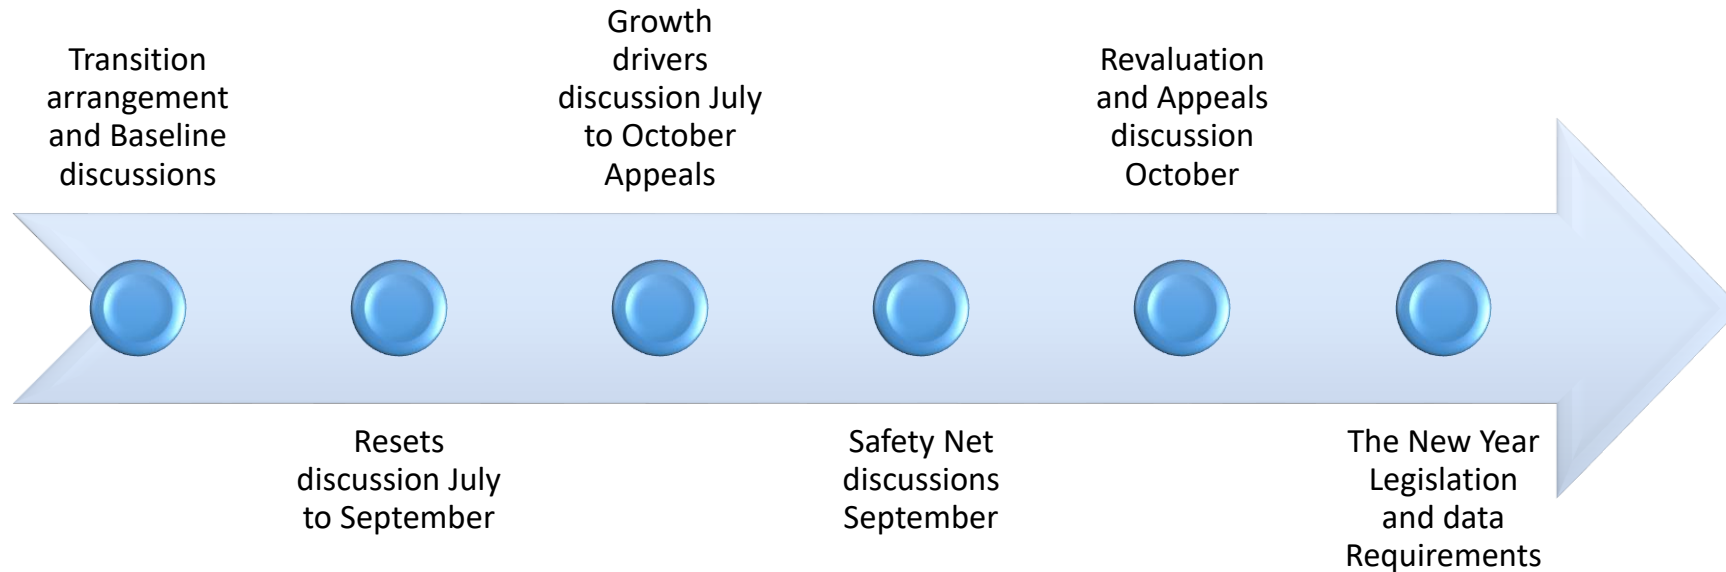 Transition
arrangement
and Baseline
discussions
Resets
discussion July
to September
Growth
drivers
discussion July
to October
Appeals
Safety Net
discussions
September
Revaluation
and Appeals
discussion
October
The New Year
Legislation
and data
Requirements